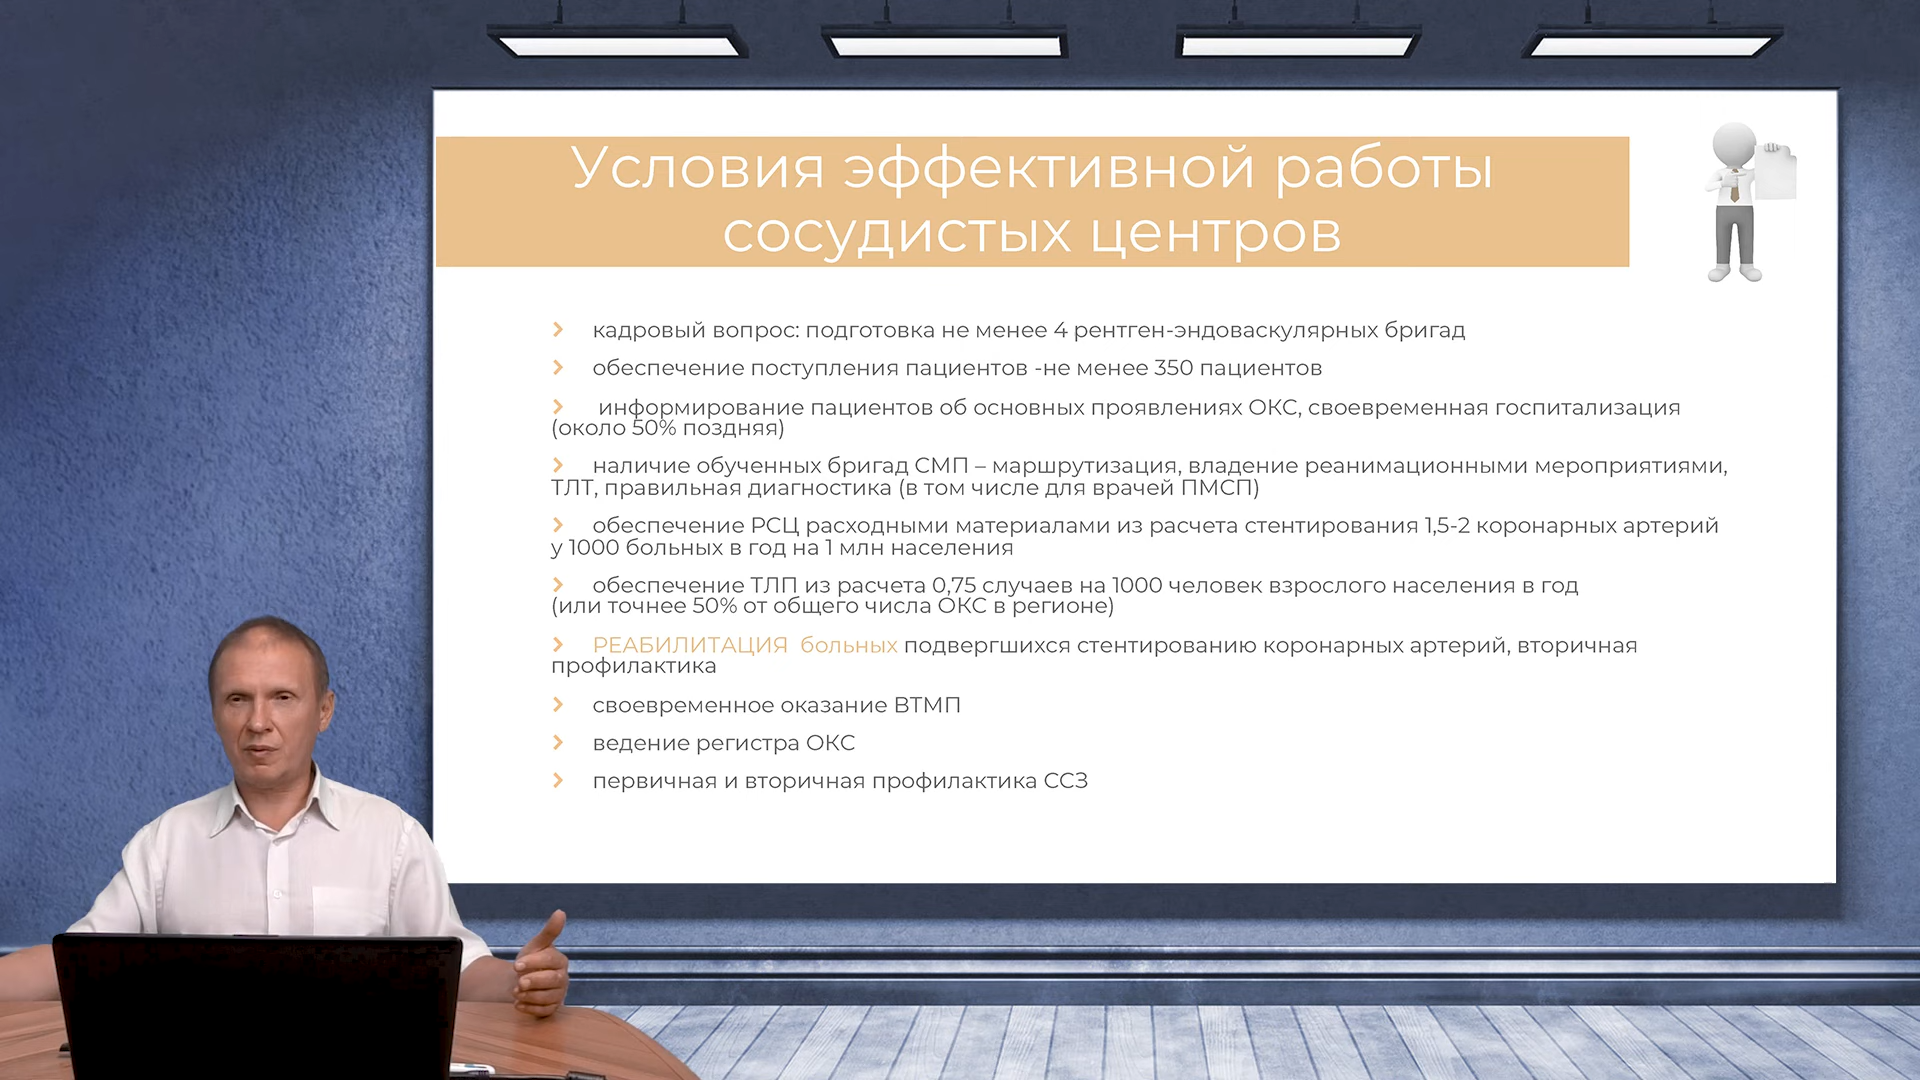 Условия эффективной работы
сосудистых центров
кадровый вопрос: подготовка не менее 4 рентген-эндоваскулярных бригад
обеспечение поступления пациентов -не менее 350 пациентов
информирование пациентов об основных проявлениях ОКС, своевременная госпитализация
(около 50% поздняя)
наличие обученных бригад СМП – маршрутизация, владение реанимационными мероприятиями,
ТЛТ, правильная диагностика (в том числе для врачей ПМСП)
обеспечение РСЦ расходными материалами из расчета стентирования 1,5-2 коронарных артерий
у 1000 больных в год на 1 млн населения
обеспечение ТЛП из расчета 0,75 случаев на 1000 человек взрослого населения в год
(или точнее 50% от общего числа ОКС в регионе)
РЕАБИЛИТАЦИЯ больных подвергшихся стентированию коронарных артерий, вторичная
профилактика
своевременное оказание ВТМП
ведение регистра ОКС
первичная и вторичная профилактика ССЗ